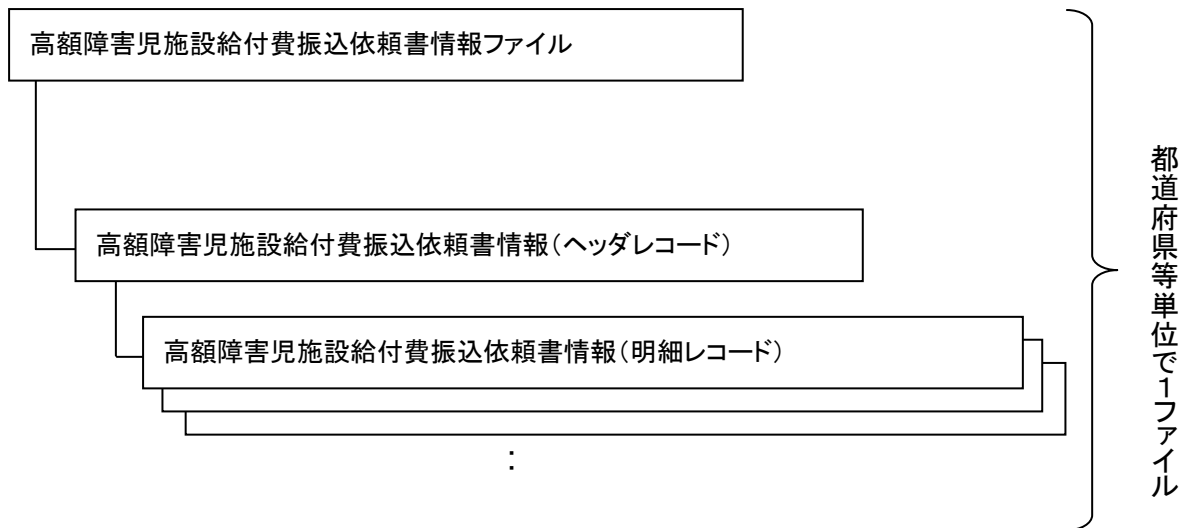 高額障害児施設給付費振込依頼書情報ファイル
高額障害児施設給付費振込依頼書情報（ヘッダレコード）
高額障害児施設給付費振込依頼書情報（明細レコード）
：
都道府県等単位で１ファイル